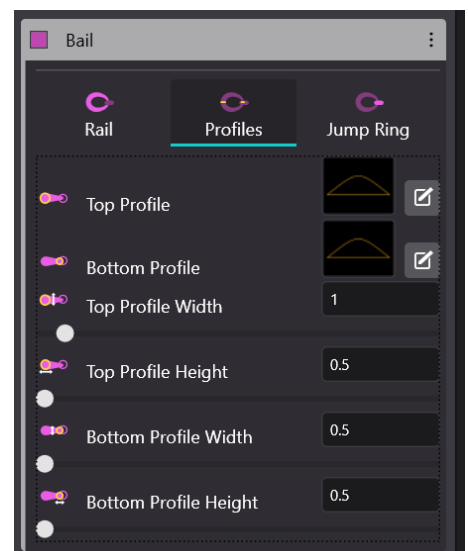 Bail
Rail Profiles Jump Ring
Top Profile
Bottom Profile
Top Profile Width 1
Top Profile Height 0.5
Bottom Profile Width 0.5
Bottom Profile Height 0.5